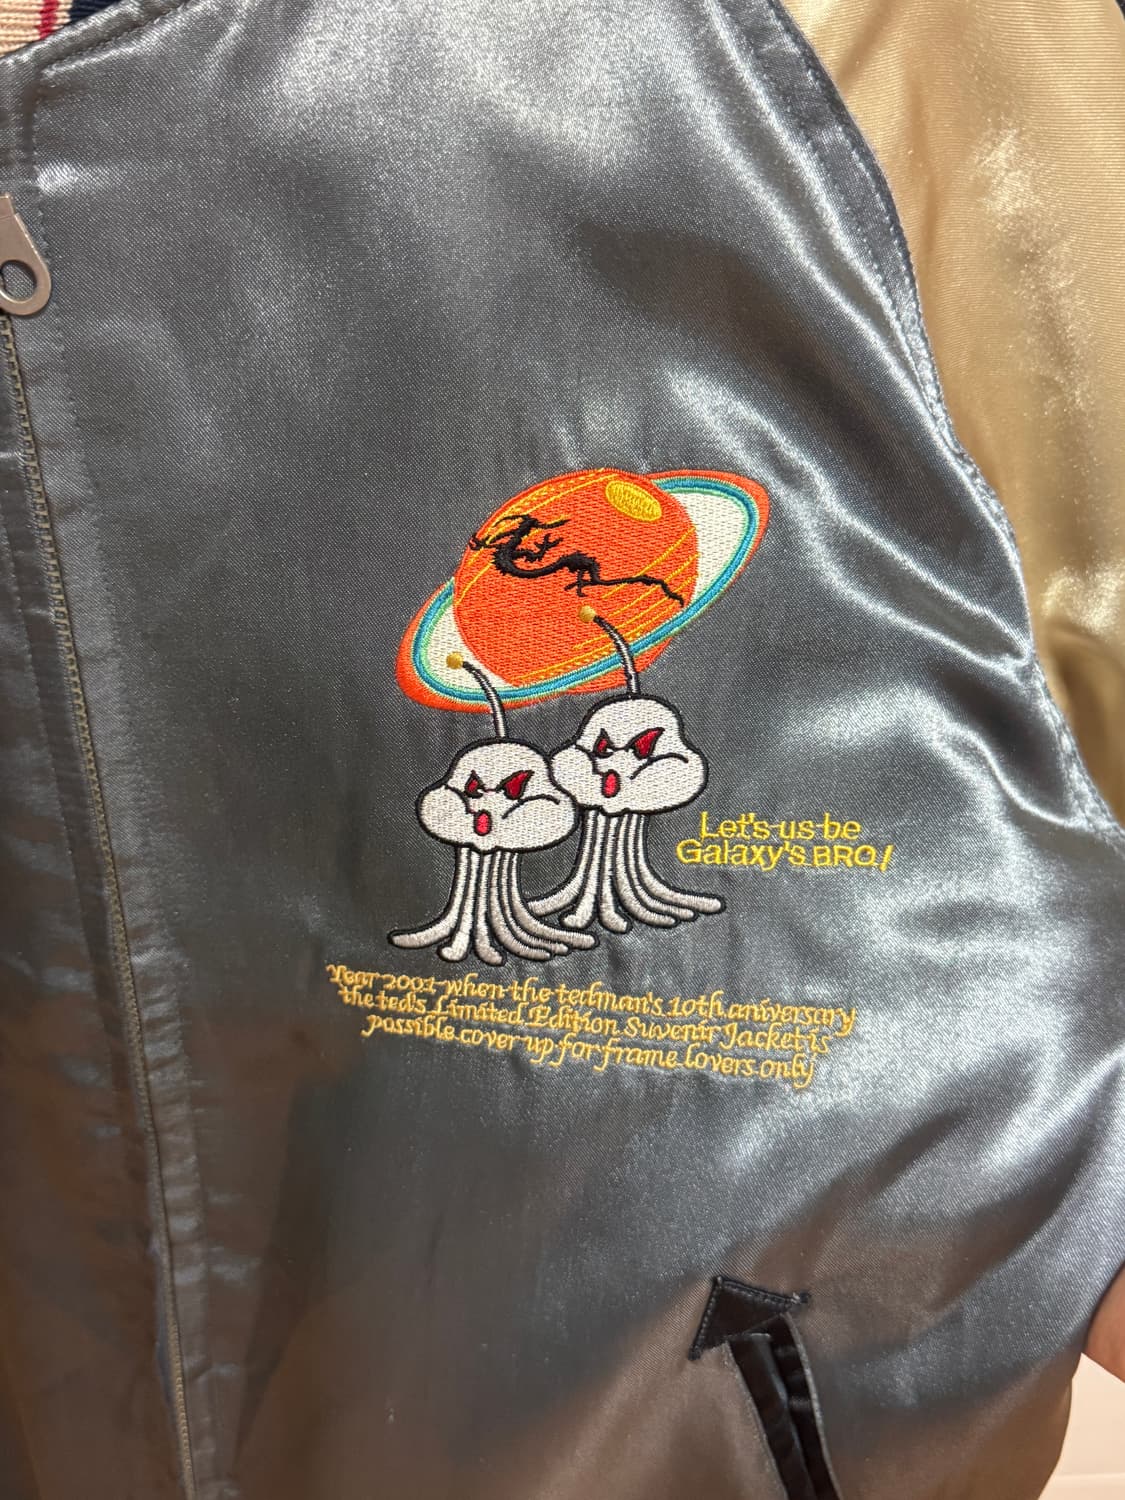 Let's us be
Galaxy's BRO!
Year 2001 when the tedman's 10th aniversary
the ted's Limited Edition Suvenir Jacket is
possible cover up for frame lovers only